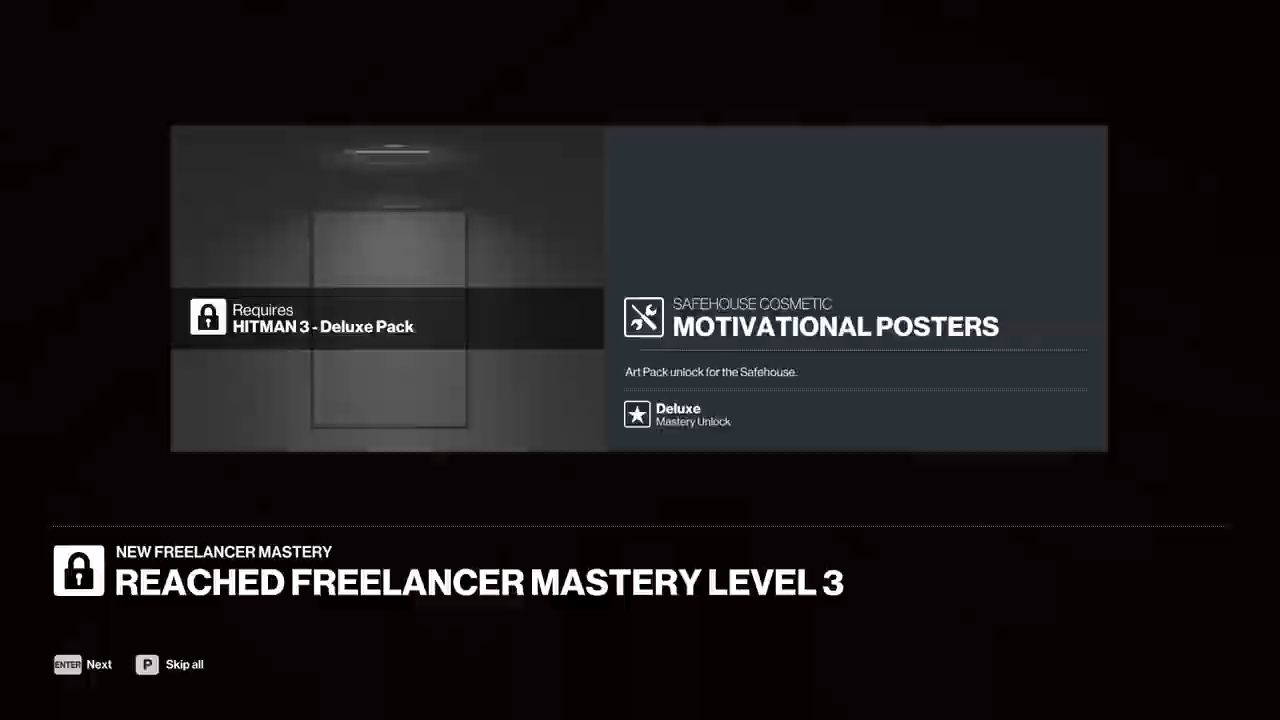 Requires
HITMAN 3 - Deluxe Pack
SAFEHOUSE COSMETIC
MOTIVATIONAL POSTERS
Art Pack unlock for the Safehouse.
Deluxe
Mastery Unlock
NEW FREELANCER MASTERY
REACHED FREELANCER MASTERY LEVEL 3
ENTER Next P Skip all